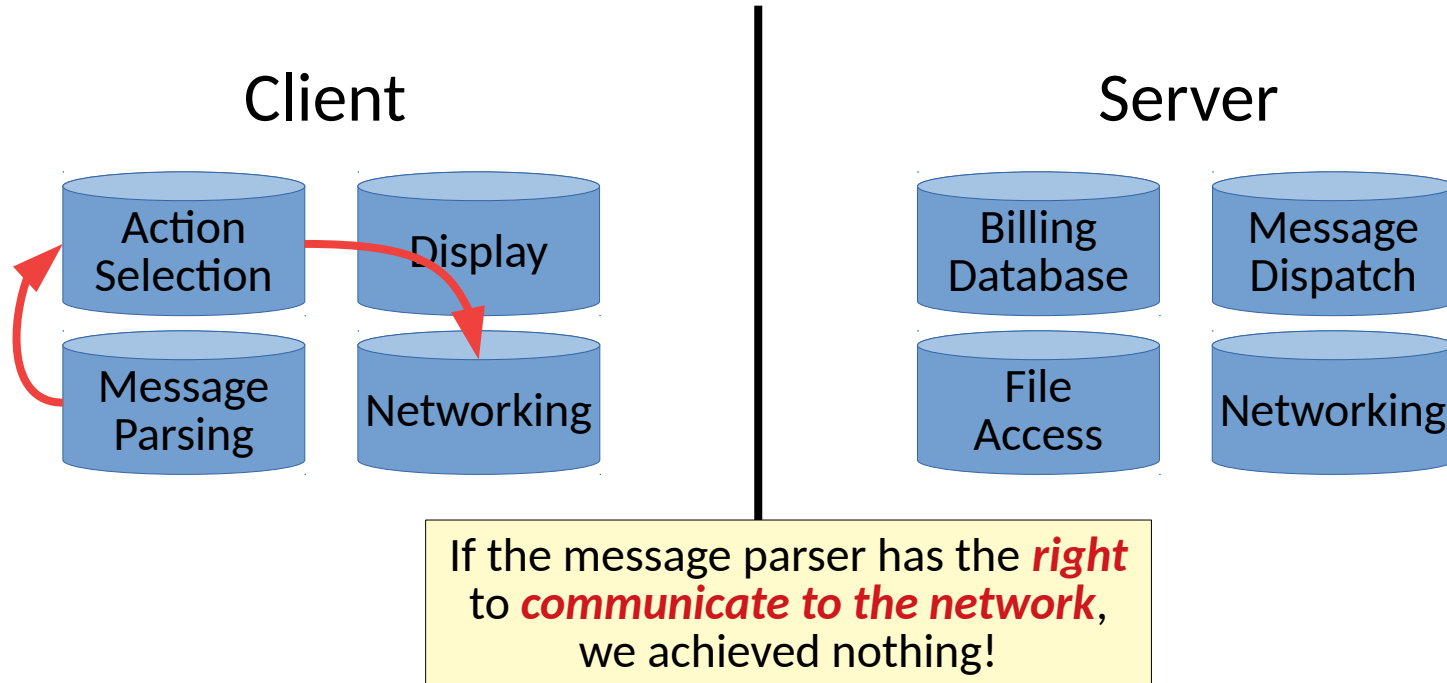 Client
Server
Action
Selection
Display
Message
Parsing
Networking
Billing
Database
Message
Dispatch
File
Access
Networking
If the message parser has the right
to communicate to the network,
we achieved nothing!